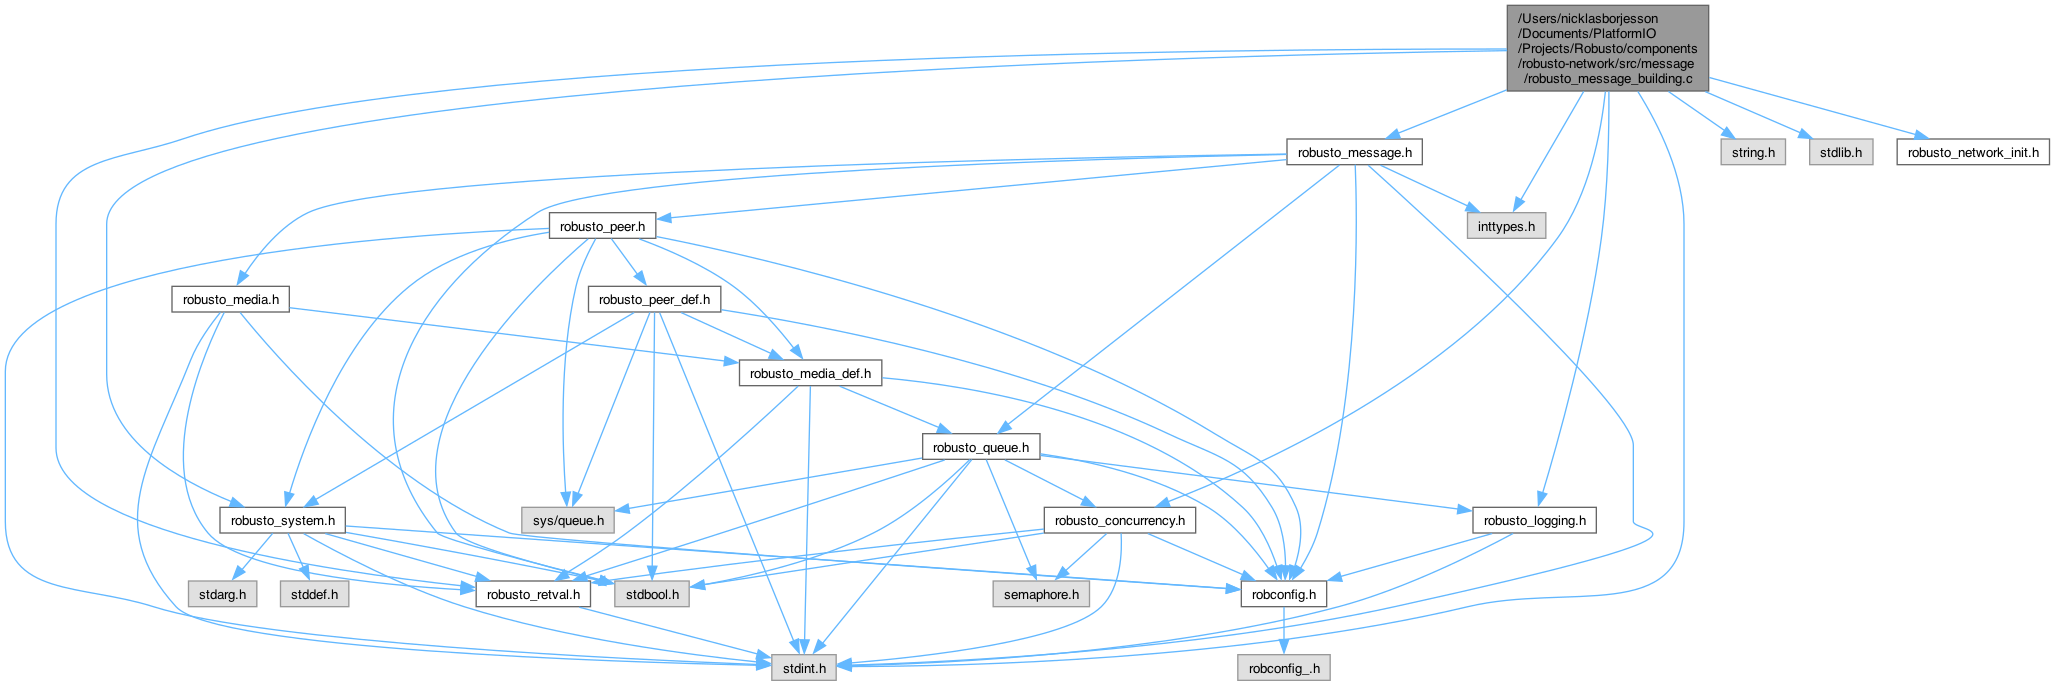 /Users/nicklasborjesson
/Documents/PlatformIO
/Projects/Robusto/components
/robusto-network/src/message
/robusto_message_building.c
robusto_message.h
string.h
stdlib.h
robusto_network_init.h
robusto_peer.h
inttypes.h
robusto_media.h
robusto_peer_def.h
robusto_media_def.h
robusto_queue.h
robusto_system.h
sys/queue.h
robusto_concurrency.h
robusto_logging.h
stdarg.h
stddef.h
robusto_retval.h
stdbool.h
semaphore.h
robconfig.h
stdint.h
robconfig_.h